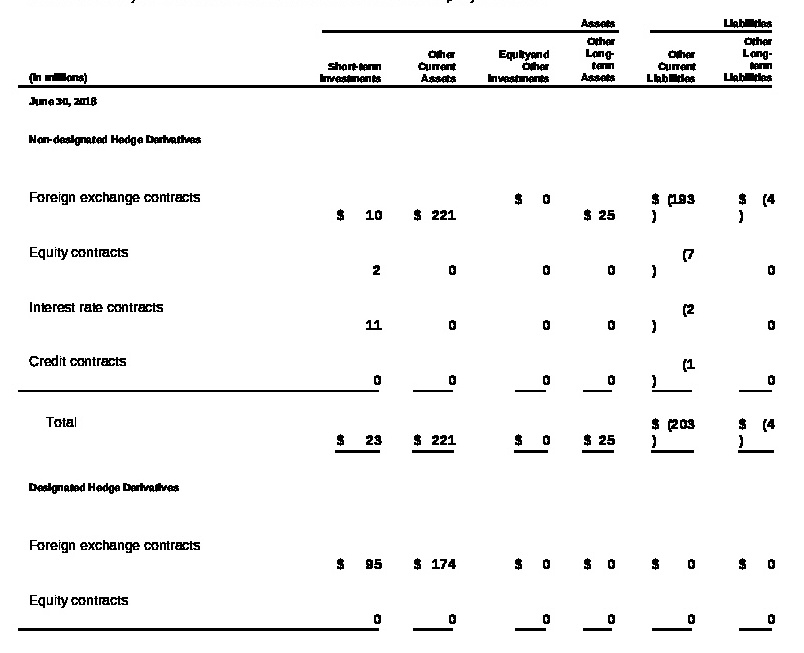 Assets Liabilities
(In millions) Short-term Investments Other Current Assets Equity and Other Investments Other Long-term Assets Other Current Liabilities Other Long-term Liabilities
June 30, 2018
Non-designated Hedge Derivatives
Foreign exchange contracts $ 10 $ 221 $ 0 $ 25 $ (193) $ (4)
Equity contracts 2 0 0 0 (7) 0
Interest rate contracts 11 0 0 0 (2) 0
Credit contracts 0 0 0 0 (1) 0
Total $ 23 $ 221 $ 0 $ 25 $ (203) $ (4)
Designated Hedge Derivatives
Foreign exchange contracts $ 95 $ 174 $ 0 $ 0 $ 0 $ 0
Equity contracts 0 0 0 0 0 0